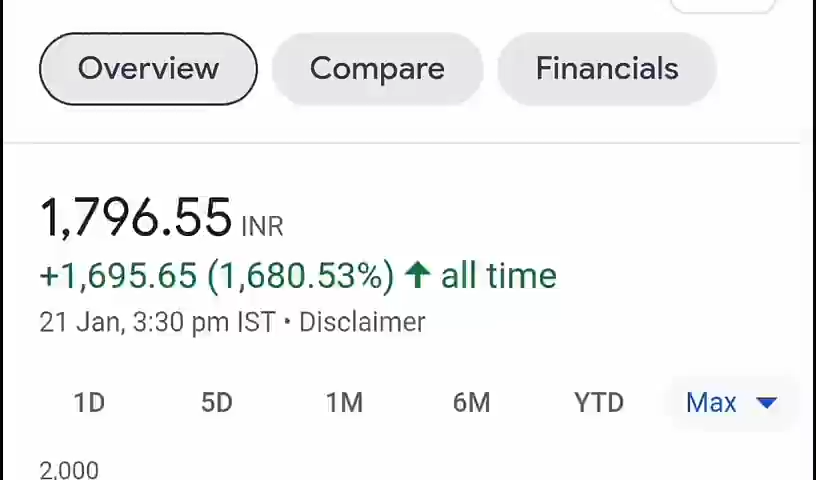 Overview Compare Financials
1,796.55 INR
+1,695.65 (1,680.53%) ↑ all time
21 Jan, 3:30 pm IST • Disclaimer
1D 5D 1M 6M YTD Max
2,000